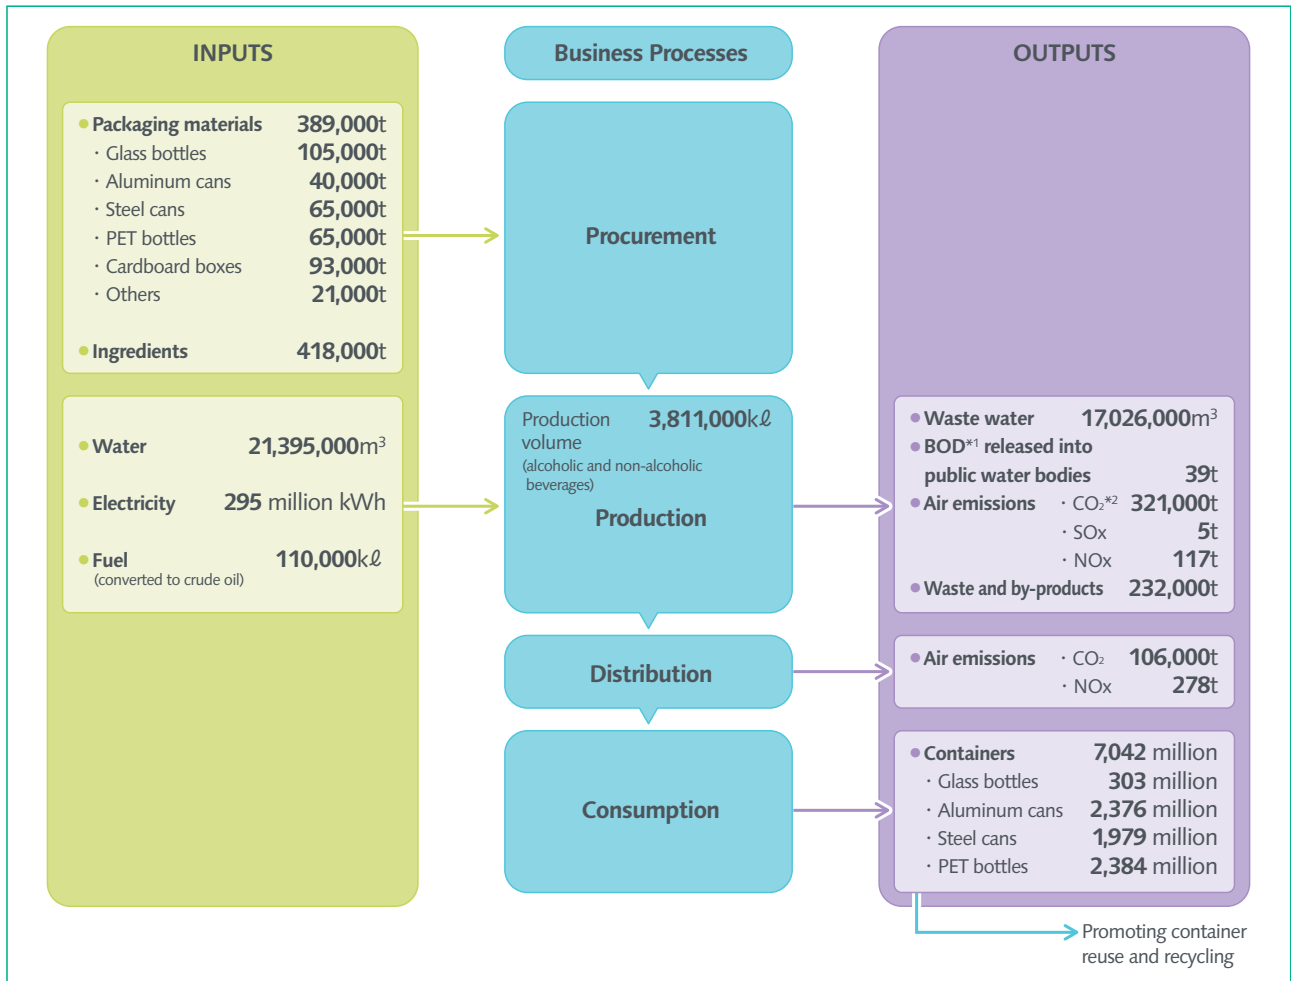 INPUTS
Packaging materials 389,000t
・Glass bottles 105,000t
・Aluminum cans 40,000t
・Steel cans 65,000t
・PET bottles 65,000t
・Cardboard boxes 93,000t
・Others 21,000t
Ingredients 418,000t
Water 21,395,000m³
Electricity 295 million kWh
Fuel 110,000kℓ
(converted to crude oil)
Business Processes
Procurement
Production 3,811,000kℓ
volume
(alcoholic and non-alcoholic
beverages)
Production
Distribution
Consumption
OUTPUTS
Waste water 17,026,000m³
BOD*1 released into
public water bodies 39t
Air emissions ・CO₂*2 321,000t
・SOx 5t
・NOx 117t
Waste and by-products 232,000t
Air emissions ・CO₂ 106,000t
・NOx 278t
Containers 7,042 million
・Glass bottles 303 million
・Aluminum cans 2,376 million
・Steel cans 1,979 million
・PET bottles 2,384 million
Promoting container
reuse and recycling